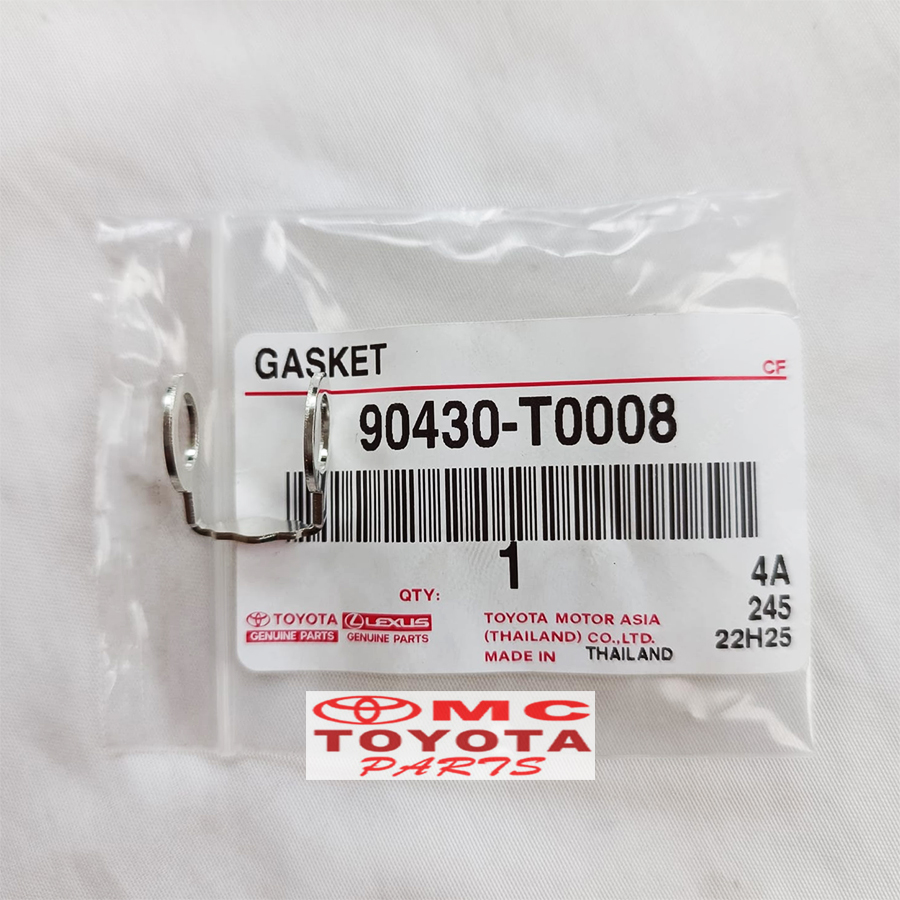 GASKET
CF
90430-T0008
QTY:
1
4A
245
22H25
TOYOTA
GENUINE PARTS
LEXUS
GENUINE PARTS
TOYOTA MOTOR ASIA
(THAILAND) CO.,LTD.
MADE IN THAILAND
MC
TOYOTA
PARTS